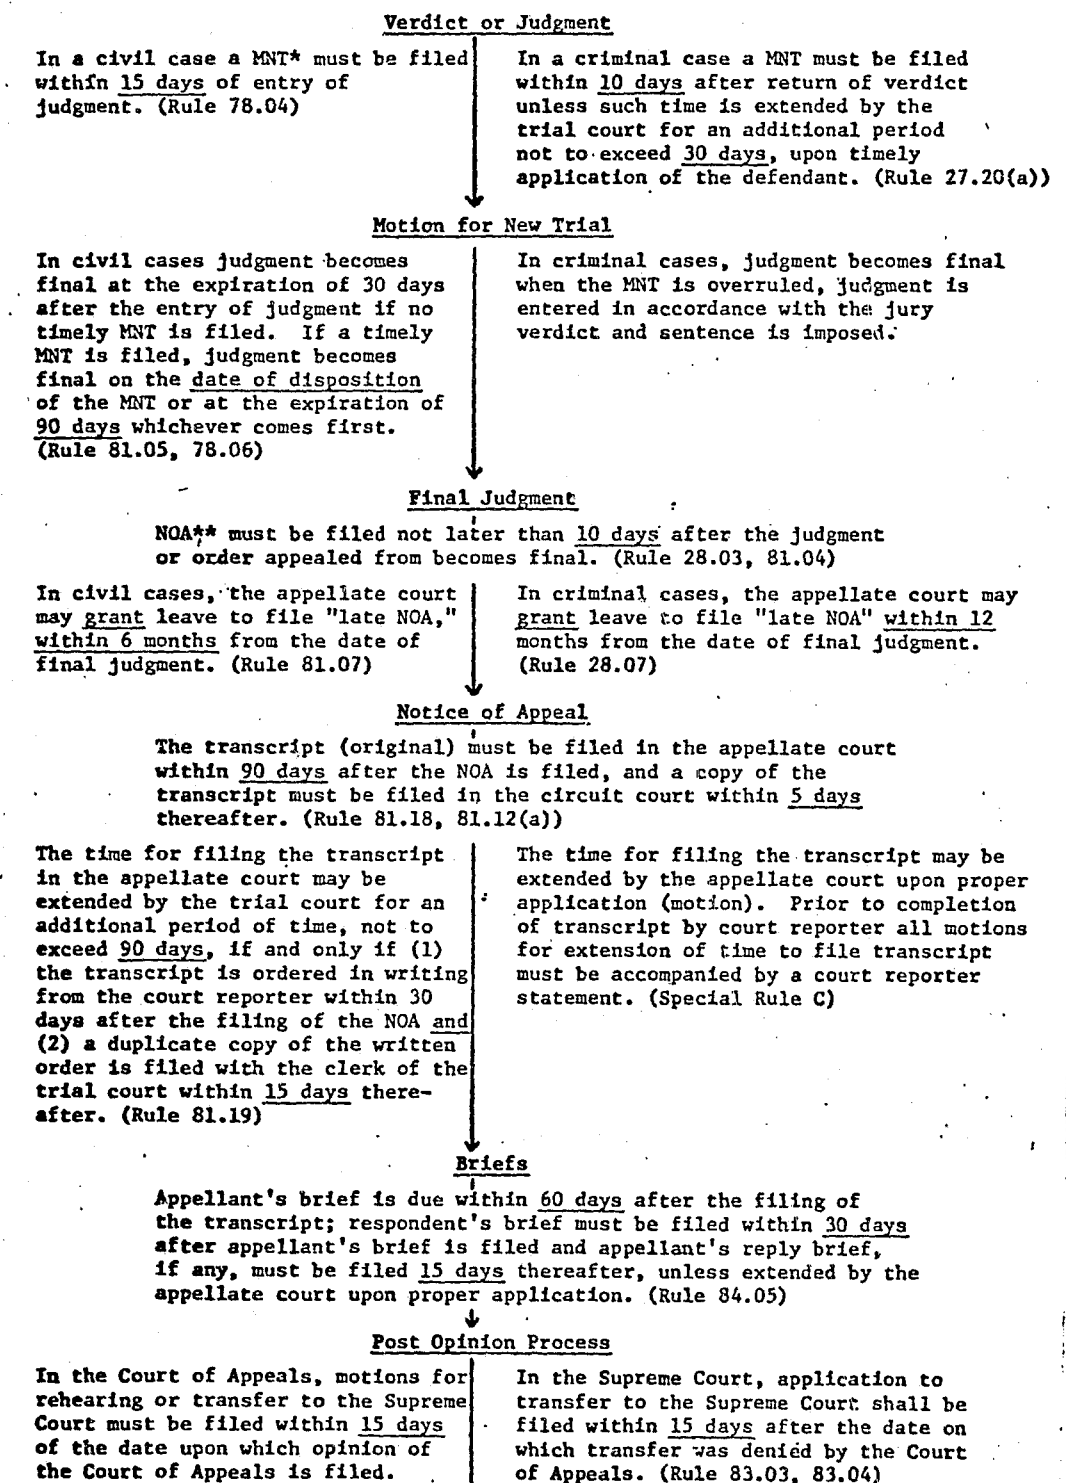 Verdict or Judgment
In a civil case a MNT* must be filed
within 15 days of entry of
judgment. (Rule 78.04)
In a criminal case a MNT must be filed
within 10 days after return of verdict
unless such time is extended by the
trial court for an additional period
not to exceed 30 days, upon timely
application of the defendant. (Rule 27.20(a))
Motion for New Trial
In civil cases judgment becomes
final at the expiration of 30 days
after the entry of judgment if no
timely MNT is filed. If a timely
MNT is filed, judgment becomes
final on the date of disposition
of the MNT or at the expiration of
90 days whichever comes first.
(Rule 81.05, 78.06)
In criminal cases, judgment becomes final
when the MNT is overruled, judgment is
entered in accordance with the jury
verdict and sentence is imposed.
Final Judgment
NOA** must be filed not later than 10 days after the judgment
or order appealed from becomes final. (Rule 28.03, 81.04)
In civil cases, the appellate court
may grant leave to file "late NOA,"
within 6 months from the date of
final judgment. (Rule 81.07)
In criminal cases, the appellate court may
grant leave to file "late NOA" within 12
months from the date of final judgment.
(Rule 28.07)
Notice of Appeal
The transcript (original) must be filed in the appellate court
within 90 days after the NOA is filed, and a copy of the
transcript must be filed in the circuit court within 5 days
thereafter. (Rule 81.18, 81.12(a))
The time for filing the transcript
in the appellate court may be
extended by the trial court for an
additional period of time, not to
exceed 90 days, if and only if (1)
the transcript is ordered in writing
from the court reporter within 30
days after the filing of the NOA and
(2) a duplicate copy of the written
order is filed with the clerk of the
trial court within 15 days there-
after. (Rule 81.19)
The time for filing the transcript may be
extended by the appellate court upon proper
application (motion). Prior to completion
of transcript by court reporter all motions
for extension of time to file transcript
must be accompanied by a court reporter
statement. (Special Rule C)
Briefs
Appellant's brief is due within 60 days after the filing of
the transcript; respondent's brief must be filed within 30 days
after appellant's brief is filed and appellant's reply brief,
if any, must be filed 15 days thereafter, unless extended by the
appellate court upon proper application. (Rule 84.05)
Post Opinion Process
In the Court of Appeals, motions for
rehearing or transfer to the Supreme
Court must be filed within 15 days
of the date upon which opinion of
the Court of Appeals is filed.
In the Supreme Court, application to
transfer to the Supreme Court shall be
filed within 15 days after the date on
which transfer was denied by the Court
of Appeals. (Rule 83.03, 83.04)